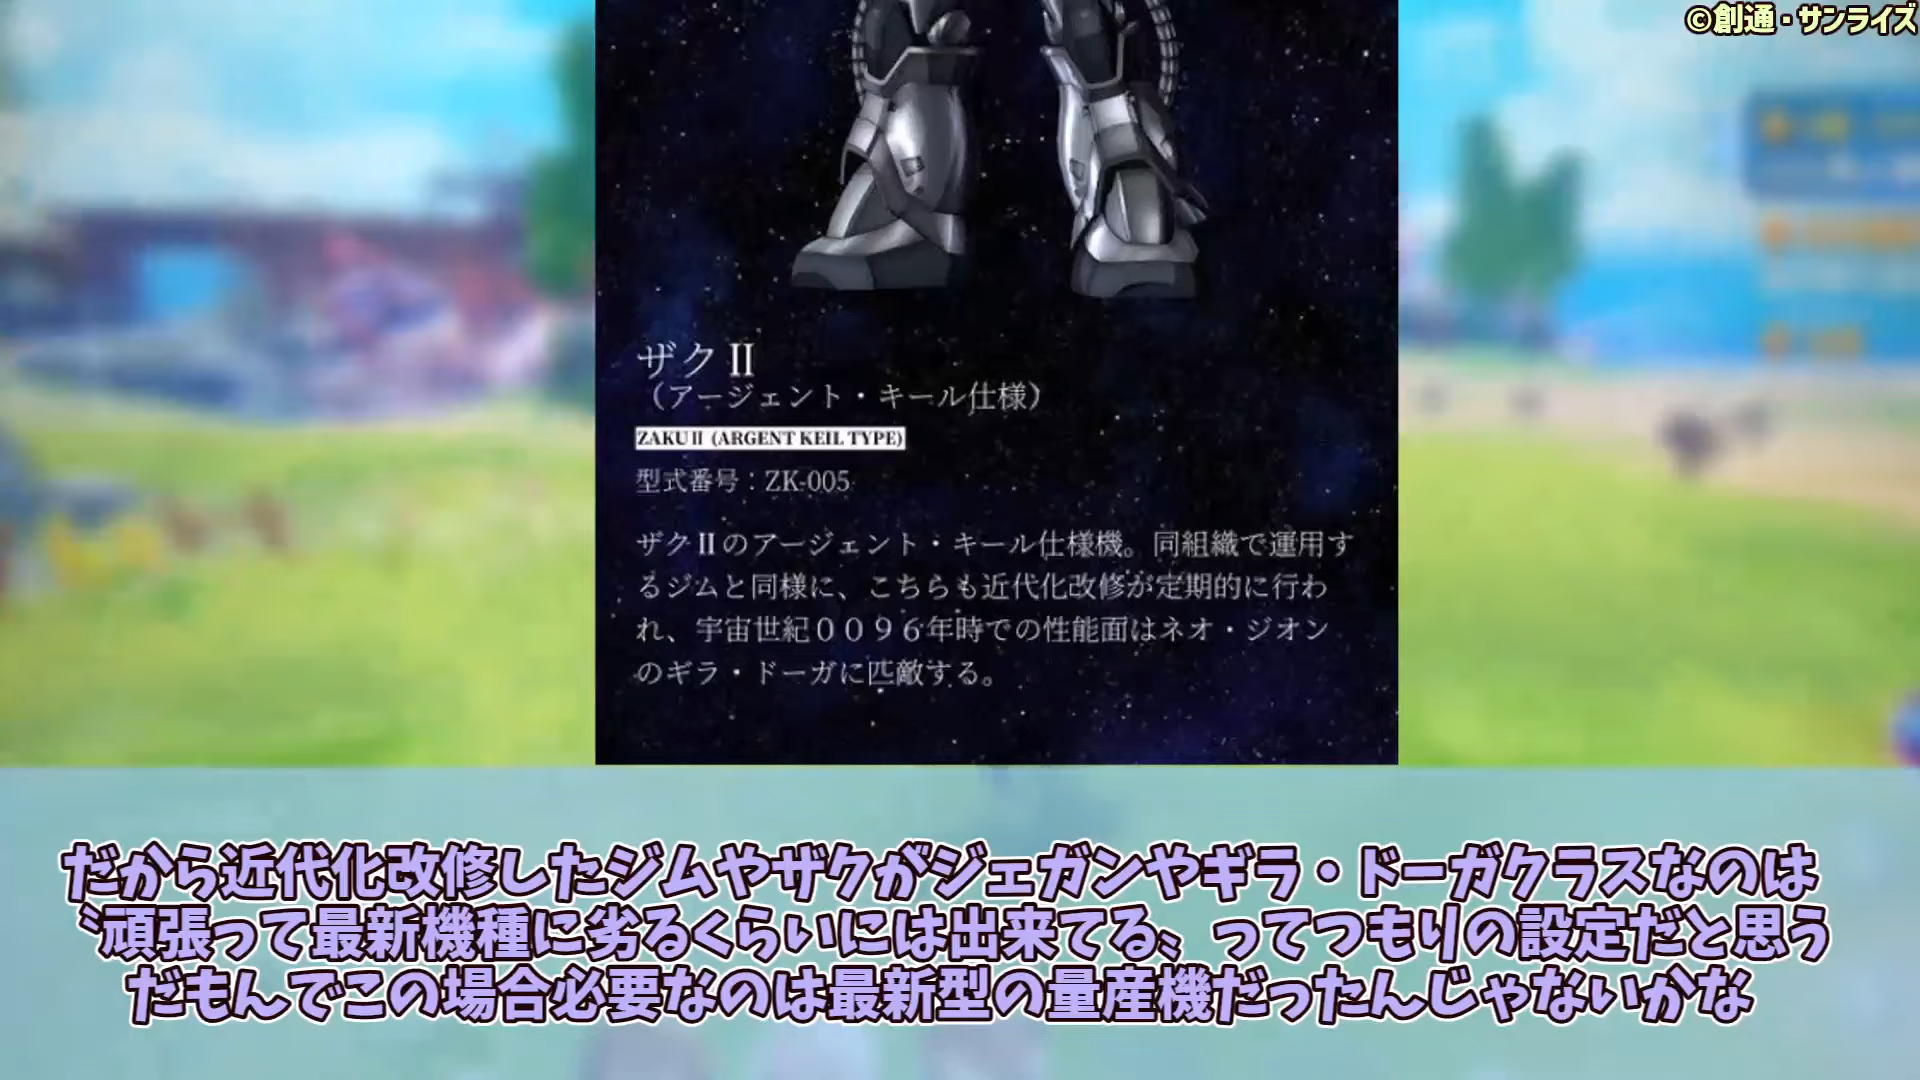 ©創通・サンライズ
ザクⅡ
（アージェント・キール仕様）
ZAKUⅡ (ARGENT KEIL TYPE)
型式番号：ZK-005
ザクⅡのアージェント・キール仕様機。同組織で運用す
るジムと同様に、こちらも近代化改修が定期的に行わ
れ、宇宙世紀００９６年時での性能面はネオ・ジオン
のギラ・ドーガに匹敵する。
だから近代化改修したジムやザクがジェガンやギラ・ドーガクラスなのは
〝頑張って最新機種に劣るくらいには出来てる〟ってつもりの設定だと思う
だもんでこの場合必要なのは最新型の量産機だったんじゃないかな